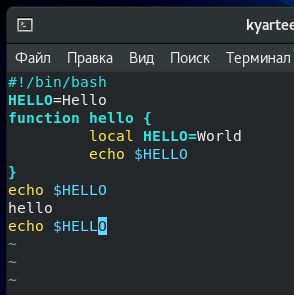 kyartee
Файл Правка Вид Поиск Терминал
#!/bin/bash
HELLO=Hello
function hello {
        local HELLO=World
        echo $HELLO
}
echo $HELLO
hello
echo $HELLO
~
~
~